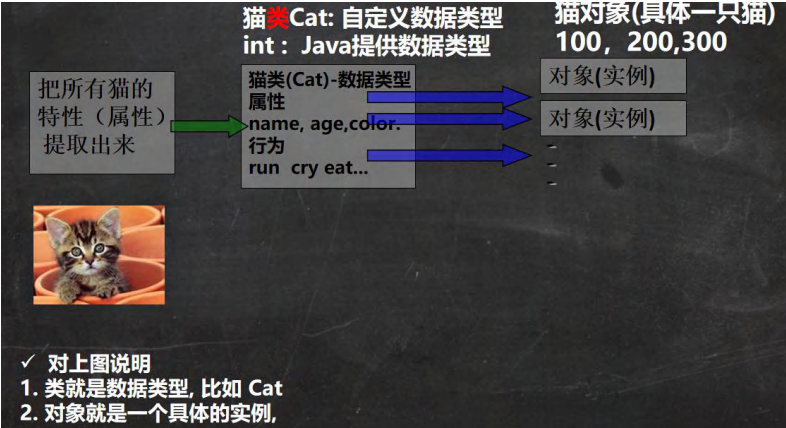 猫类Cat: 自定义数据类型
int： Java提供数据类型
猫对象(具体一只猫)
100，200,300
把所有猫的
特性（属性）
提取出来
猫类(Cat)-数据类型
属性
name, age,color.
行为
run cry eat...
对象(实例)
对象(实例)
✓ 对上图说明
1. 类就是数据类型, 比如 Cat
2. 对象就是一个具体的实例,